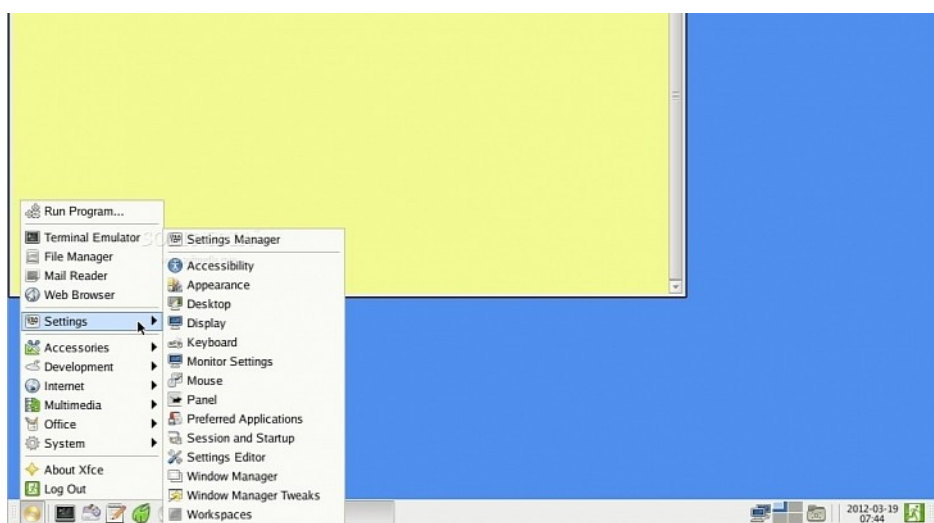 Run Program...
Terminal Emulator
File Manager
Mail Reader
Web Browser
Settings
Accessories
Development
Internet
Multimedia
Office
System
About Xfce
Log Out
Settings Manager
Accessibility
Appearance
Desktop
Display
Keyboard
Monitor Settings
Mouse
Panel
Preferred Applications
Session and Startup
Settings Editor
Window Manager
Window Manager Tweaks
Workspaces
2012-03-19
07:44